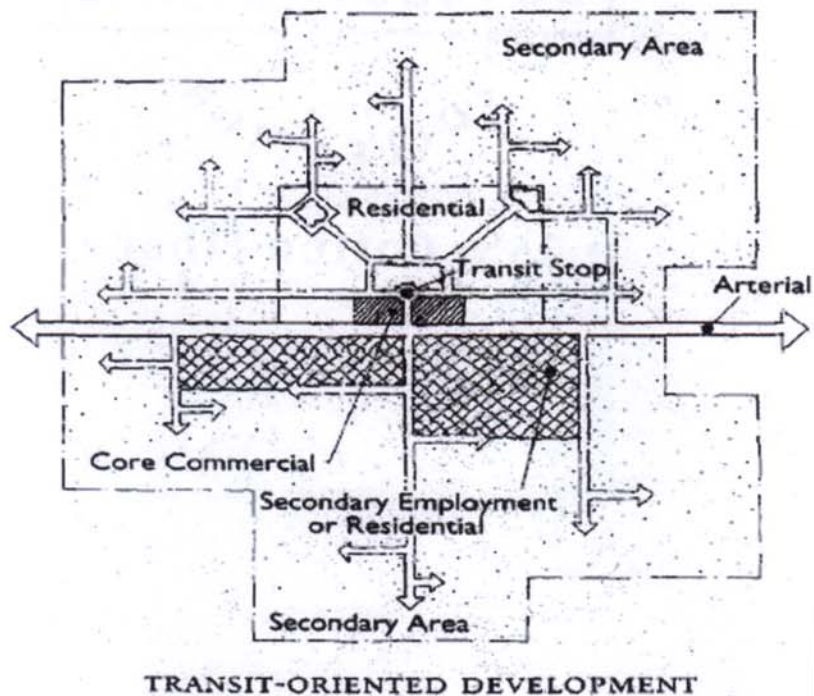 Secondary Area
Residential
Transit Stop
Arterial
Core Commercial
Secondary Employment
or Residential
Secondary Area
TRANSIT-ORIENTED DEVELOPMENT